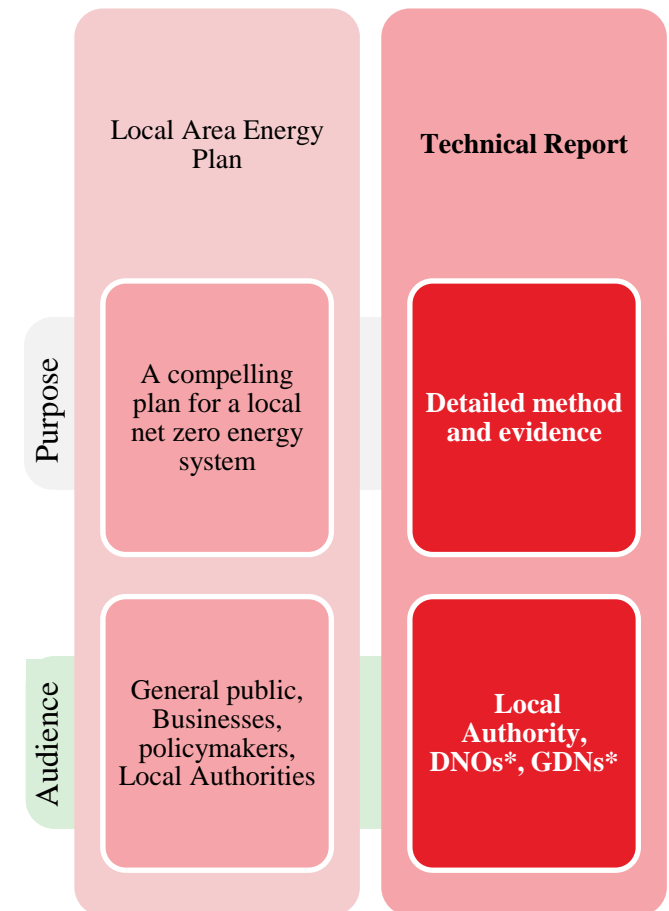 Local Area Energy
Plan
Technical Report
Purpose
A compelling
plan for a local
net zero energy
system
Detailed method
and evidence
Audience
General public,
Businesses,
policymakers,
Local Authorities
Local
Authority,
DNOs*, GDNs*